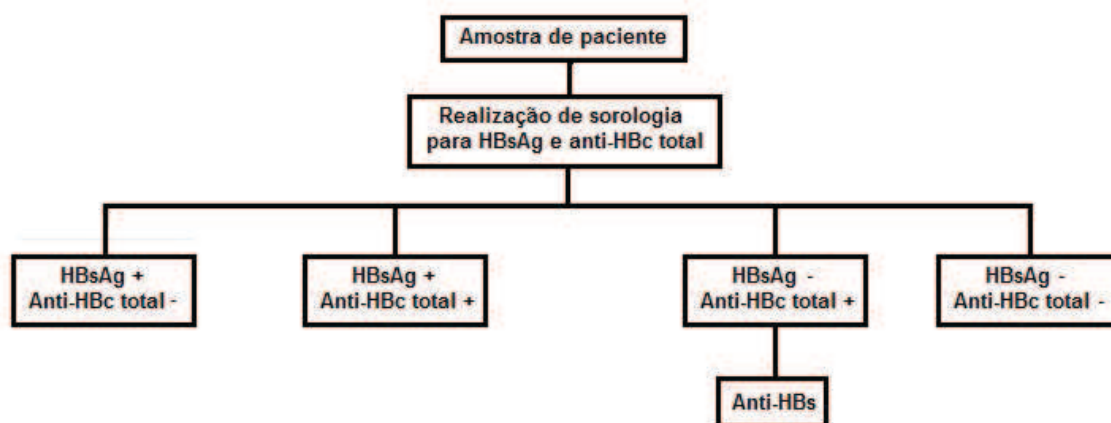 Amostra de paciente
Realização de sorologia
para HBsAg e anti-HBc total
HBsAg +
Anti-HBc total -
HBsAg +
Anti-HBc total +
HBsAg -
Anti-HBc total +
HBsAg -
Anti-HBc total -
Anti-HBs